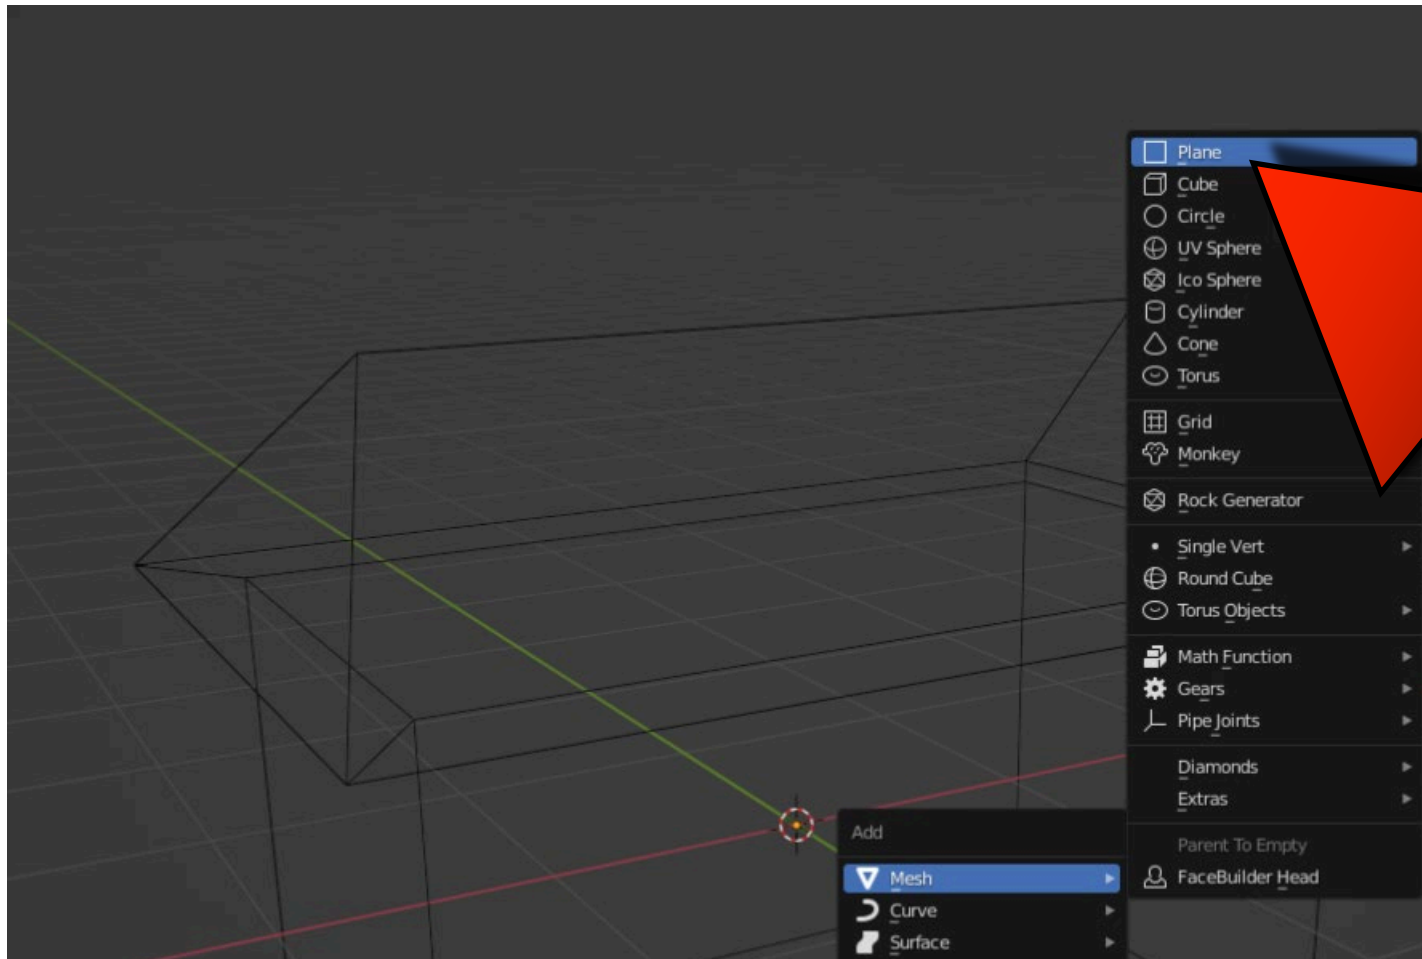 Plane
Cube
Circle
UV Sphere
Ico Sphere
Cylinder
Cone
Torus
Grid
Monkey
Rock Generator
Single Vert
Round Cube
Torus Objects
Math Function
Gears
Pipe Joints
Diamonds
Extras
Parent To Empty
FaceBuilder Head
Add
Mesh
Curve
Surface